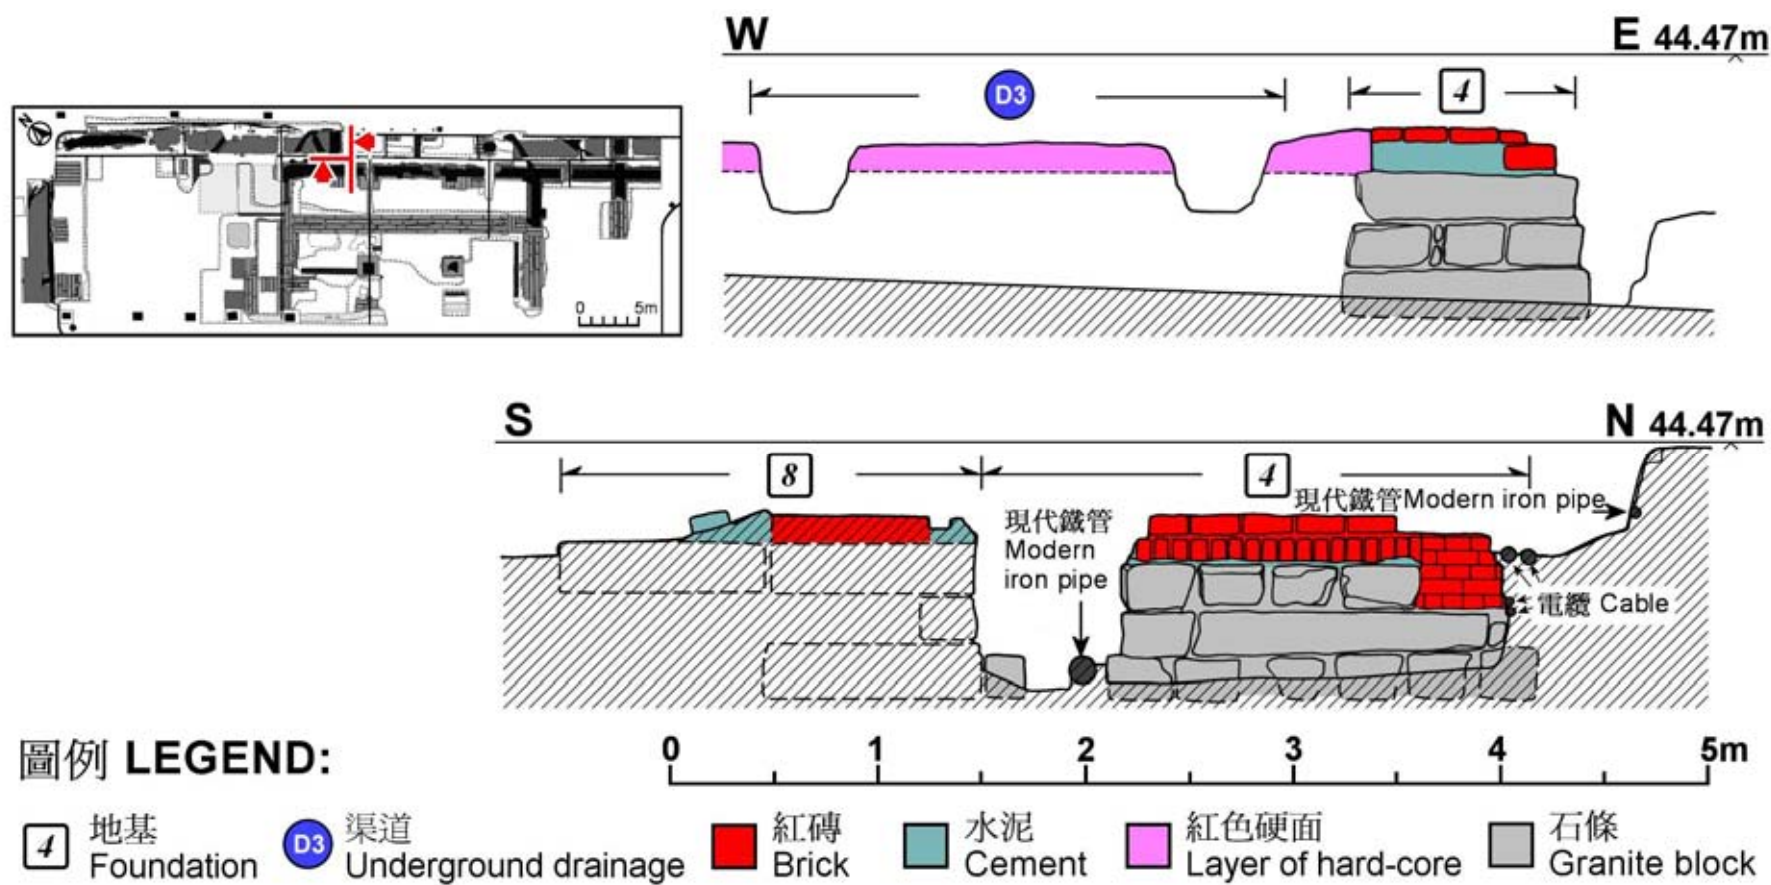 W
E 44.47m
D3
4
N
0 5m
S
N 44.47m
8
4
現代鐵管Modern iron pipe
現代鐵管
Modern
iron pipe
電纜 Cable
圖例 LEGEND:
0 1 2 3 4 5m
4
地基
Foundation
D3
渠道
Underground drainage
紅磚
Brick
水泥
Cement
紅色硬面
Layer of hard-core
石條
Granite block